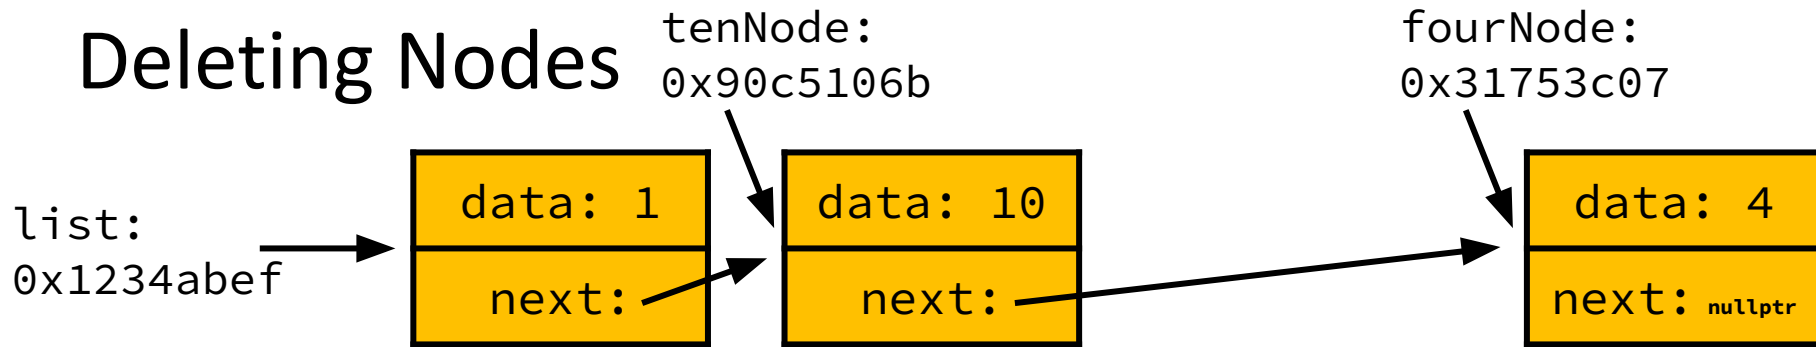 Deleting Nodes
tenNode:
0x90c5106b
fourNode:
0x31753c07
list:
0x1234abef
data: 1
next:
data: 10
next:
data: 4
next: nullptr